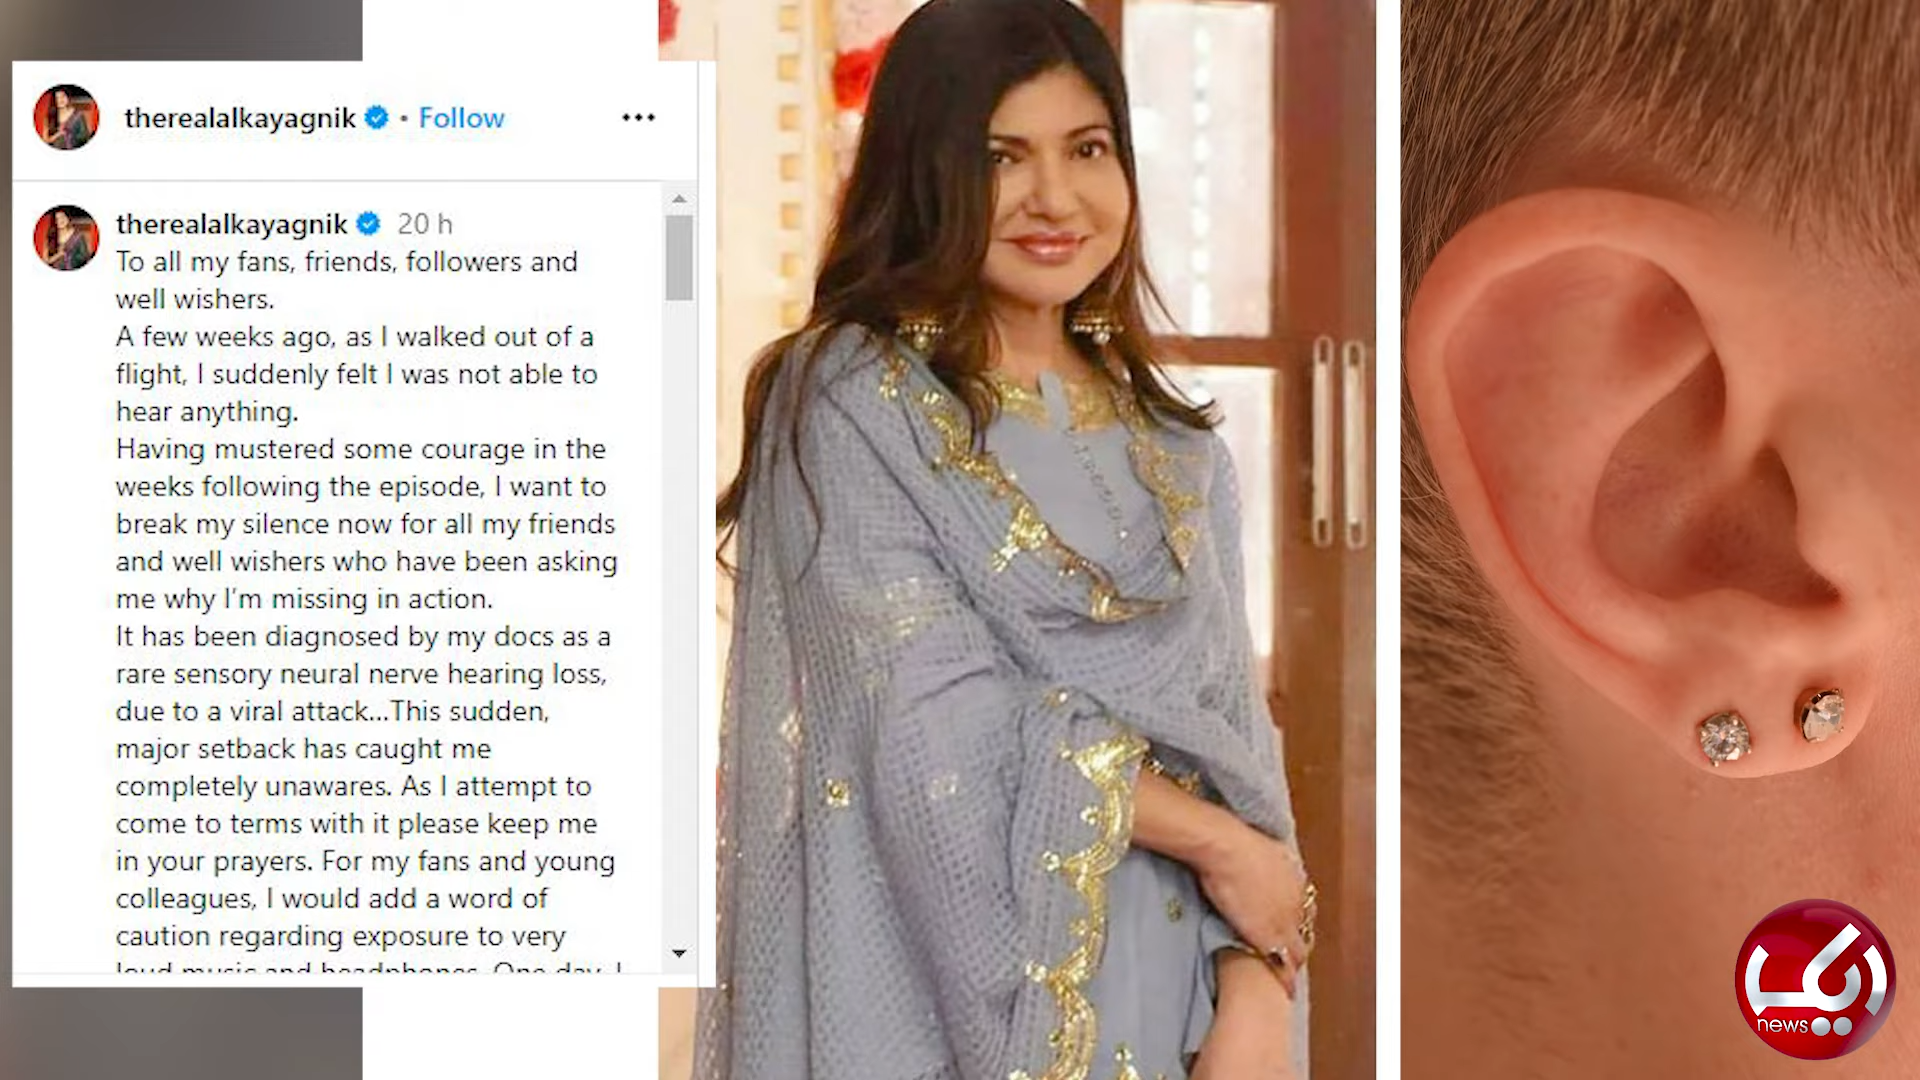 therealalkayagnik • Follow
therealalkayagnik 20 h
To all my fans, friends, followers and
well wishers.
A few weeks ago, as I walked out of a
flight, I suddenly felt I was not able to
hear anything.
Having mustered some courage in the
weeks following the episode, I want to
break my silence now for all my friends
and well wishers who have been asking
me why I'm missing in action.
It has been diagnosed by my docs as a
rare sensory neural nerve hearing loss,
due to a viral attack...This sudden,
major setback has caught me
completely unawares. As I attempt to
come to terms with it please keep me
in your prayers. For my fans and young
colleagues, I would add a word of
caution regarding exposure to very
loud music and headphones. One day, I
news